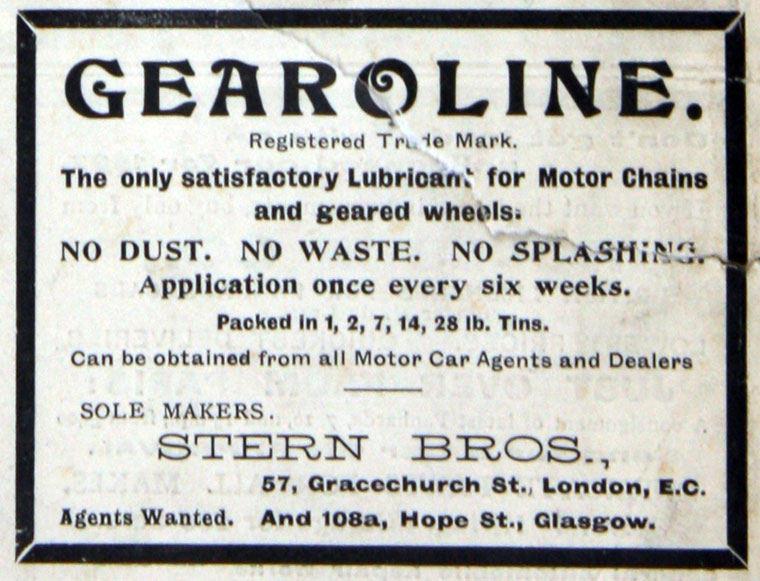 GEAROLINE.
Registered Trade Mark.
The only satisfactory Lubricant for Motor Chains
and geared wheels.
NO DUST. NO WASTE. NO SPLASHING.
Application once every six weeks.
Packed in 1, 2, 7, 14, 28 lb. Tins.
Can be obtained from all Motor Car Agents and Dealers
SOLE MAKERS.
STERN BROS.,
57, Gracechurch St., London, E.C.
Agents Wanted. And 108a, Hope St., Glasgow.